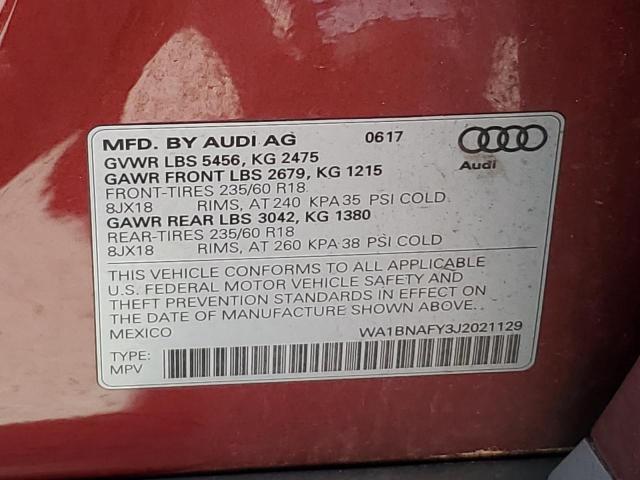 MFD. BY AUDI AG 0617
Audi
GVWR LBS 5456, KG 2475
GAWR FRONT LBS 2679, KG 1215
FRONT-TIRES 235/60 R18
8JX18 RIMS, AT 240 KPA 35 PSI COLD
GAWR REAR LBS 3042, KG 1380
REAR-TIRES 235/60 R18
8JX18 RIMS, AT 260 KPA 38 PSI COLD
THIS VEHICLE CONFORMS TO ALL APPLICABLE
U.S. FEDERAL MOTOR VEHICLE SAFETY AND
THEFT PREVENTION STANDARDS IN EFFECT ON
THE DATE OF MANUFACTURE SHOWN ABOVE.
MEXICO WA1BNAFY3J2021129
TYPE:
MPV